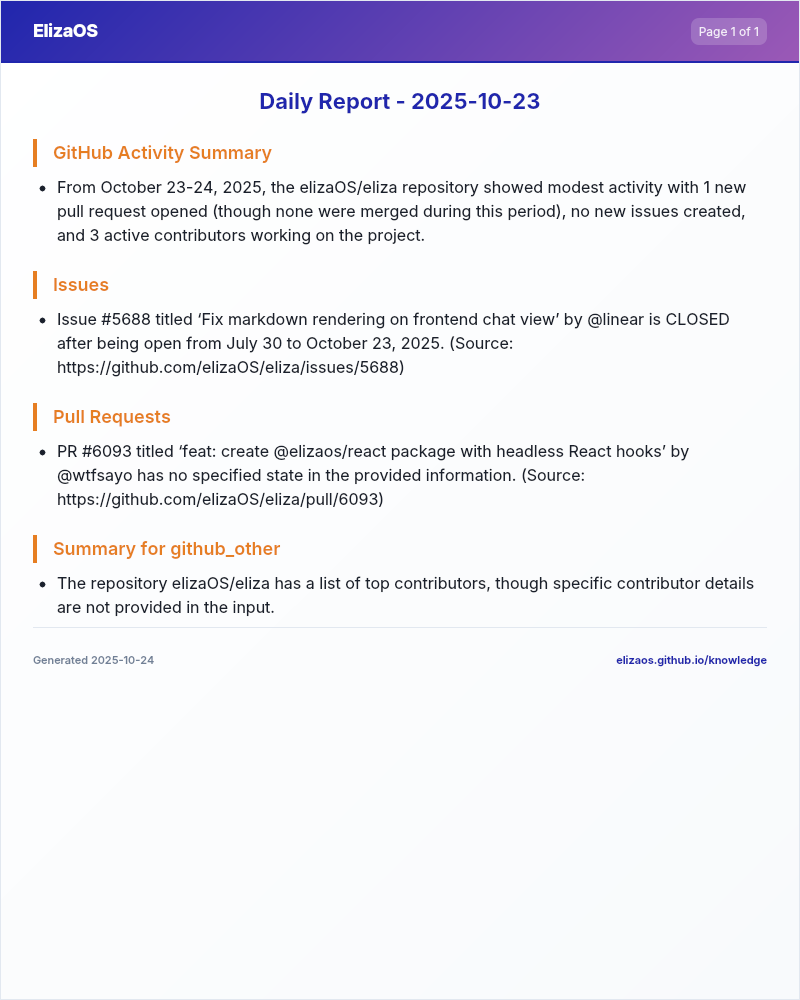 ElizaOS
Page 1 of 1
Daily Report - 2025-10-23
GitHub Activity Summary
• From October 23-24, 2025, the elizaOS/eliza repository showed modest activity with 1 new
pull request opened (though none were merged during this period), no new issues created,
and 3 active contributors working on the project.
Issues
• Issue #5688 titled ‘Fix markdown rendering on frontend chat view’ by @linear is CLOSED
after being open from July 30 to October 23, 2025. (Source:
https://github.com/elizaOS/eliza/issues/5688)
Pull Requests
• PR #6093 titled ‘feat: create @elizaos/react package with headless React hooks’ by
@wtfsayo has no specified state in the provided information. (Source:
https://github.com/elizaOS/eliza/pull/6093)
Summary for github_other
• The repository elizaOS/eliza has a list of top contributors, though specific contributor details
are not provided in the input.
Generated 2025-10-24
elizaos.github.io/knowledge